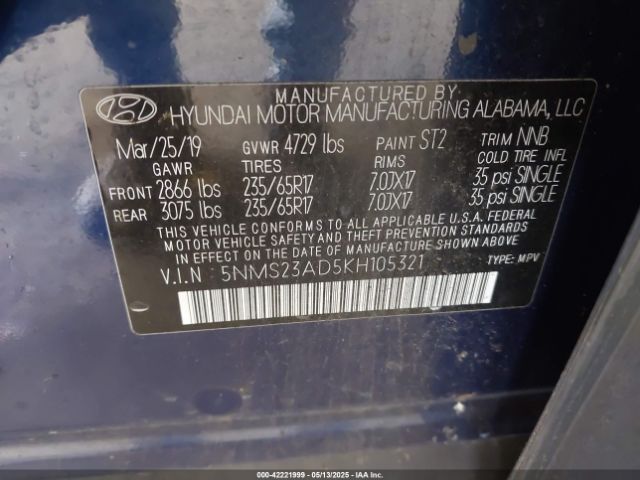 MANUFACTURED BY
HYUNDAI MOTOR MANUFACTURING ALABAMA, LLC
Mar/25/19 GVWR 4729 lbs PAINT ST2 TRIM NNB
GAWR TIRES RIMS COLD TIRE INFL
FRONT 2866 lbs 235/65R17 7.0JX17 35 psi SINGLE
REAR 3075 lbs 235/65R17 7.0JX17 35 psi SINGLE
THIS VEHICLE CONFORMS TO ALL APPLICABLE U.S.A. FEDERAL
MOTOR VEHICLE SAFETY AND THEFT PREVENTION STANDARDS IN
EFFECT ON THE DATE OF MANUFACTURE SHOWN ABOVE.
V.I.N : 5NMS23AD5KH105321 TYPE: MPV
000-42221999 - 05/13/2025 - IAAI.COM